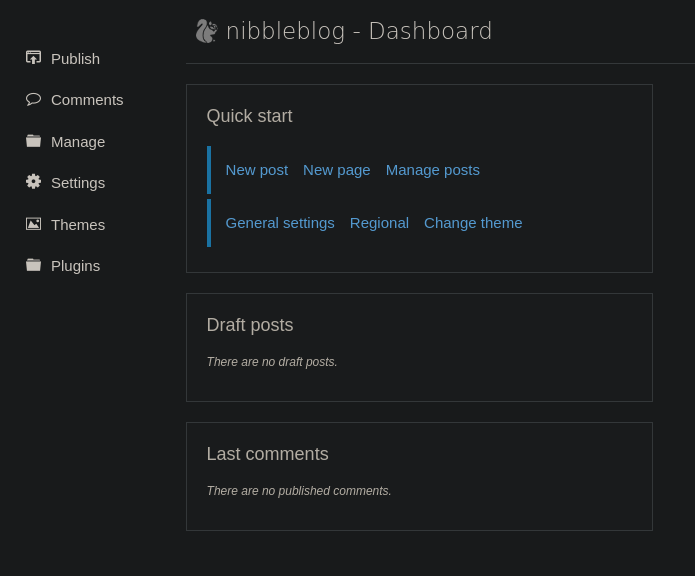 nibbleblog - Dashboard
Publish
Comments
Manage
Settings
Themes
Plugins
Quick start
New post New page Manage posts
General settings Regional Change theme
Draft posts
There are no draft posts.
Last comments
There are no published comments.